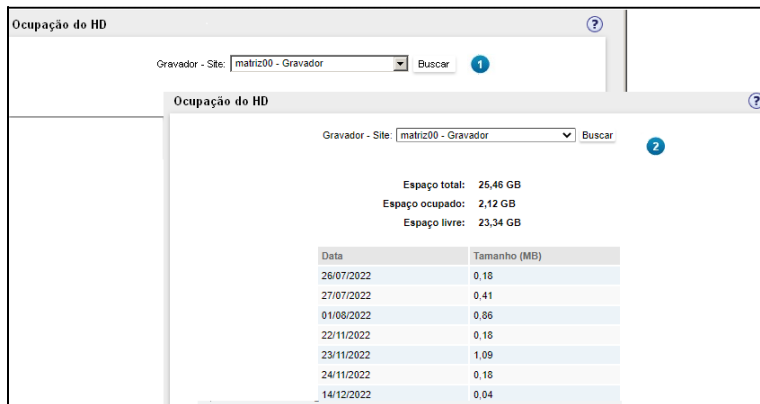 Ocupação do HD ?
Gravador - Site: matriz00 - Gravador Buscar 1
Ocupação do HD ?
Gravador - Site: matriz00 - Gravador Buscar 2
Espaço total: 25,46 GB
Espaço ocupado: 2,12 GB
Espaço livre: 23,34 GB
Data Tamanho (MB)
26/07/2022 0,18
27/07/2022 0,41
01/08/2022 0,86
22/11/2022 0,18
23/11/2022 1,09
24/11/2022 0,18
14/12/2022 0,04